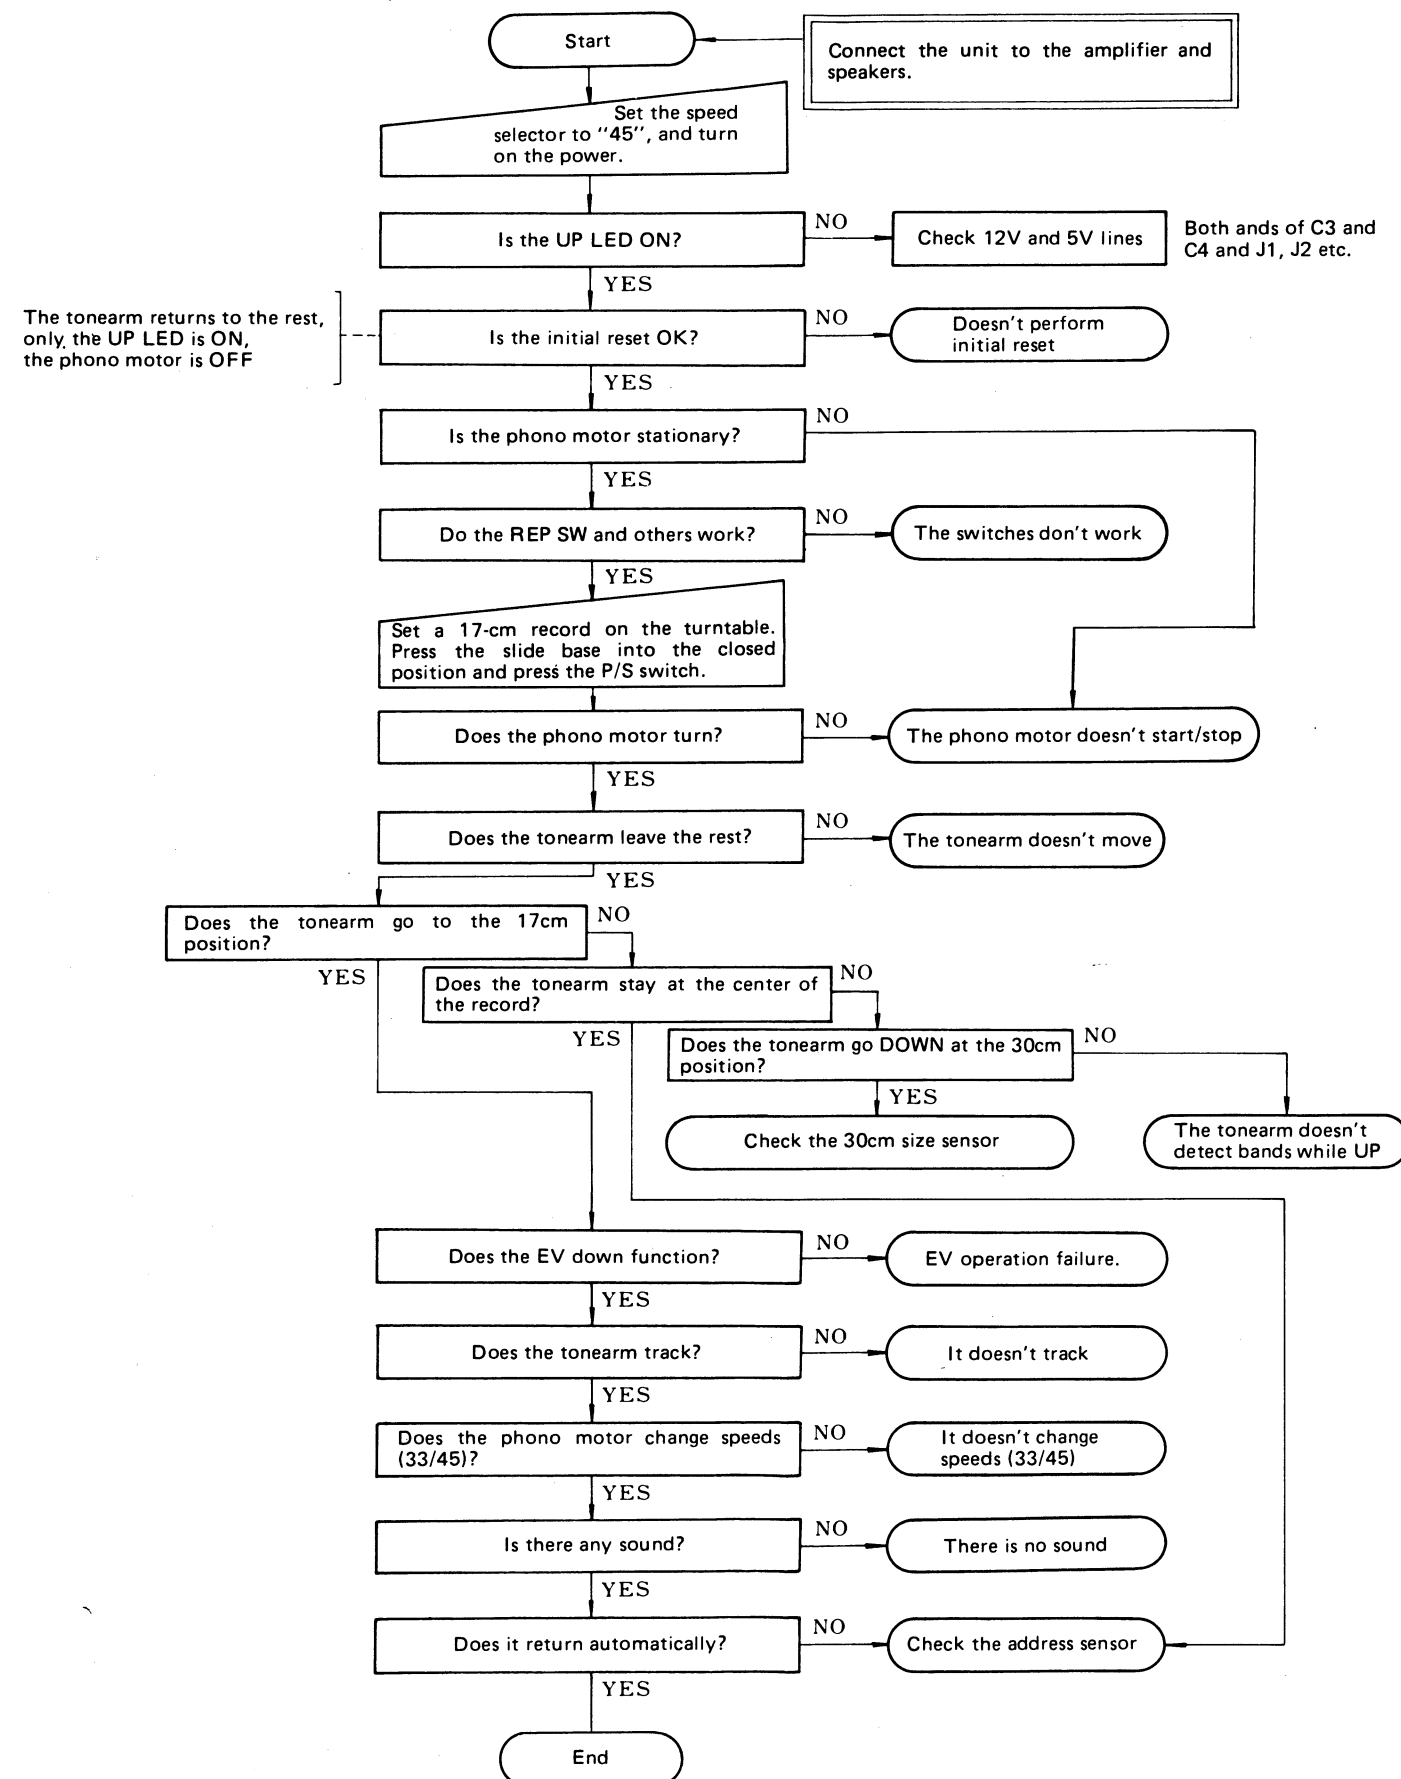 Start
Connect the unit to the amplifier and
speakers.
Set the speed
selector to "45", and turn
on the power.
Is the UP LED ON?
NO
Check 12V and 5V lines
Both ands of C3 and
C4 and J1, J2 etc.
YES
The tonearm returns to the rest,
only, the UP LED is ON,
the phono motor is OFF
Is the initial reset OK?
NO
Doesn't perform
initial reset
YES
Is the phono motor stationary?
NO
YES
Do the REP SW and others work?
NO
The switches don't work
YES
Set a 17-cm record on the turntable.
Press the slide base into the closed
position and press the P/S switch.
Does the phono motor turn?
NO
The phono motor doesn't start/stop
YES
Does the tonearm leave the rest?
NO
The tonearm doesn't move
YES
Does the tonearm go to the 17cm
position?
NO
YES
Does the tonearm stay at the center of
the record?
NO
YES
Does the tonearm go DOWN at the 30cm
position?
NO
YES
Check the 30cm size sensor
The tonearm doesn't
detect bands while UP
Does the EV down function?
NO
EV operation failure.
YES
Does the tonearm track?
NO
It doesn't track
YES
Does the phono motor change speeds
(33/45)?
NO
It doesn't change
speeds (33/45)
YES
Is there any sound?
NO
There is no sound
YES
Does it return automatically?
NO
Check the address sensor
YES
End